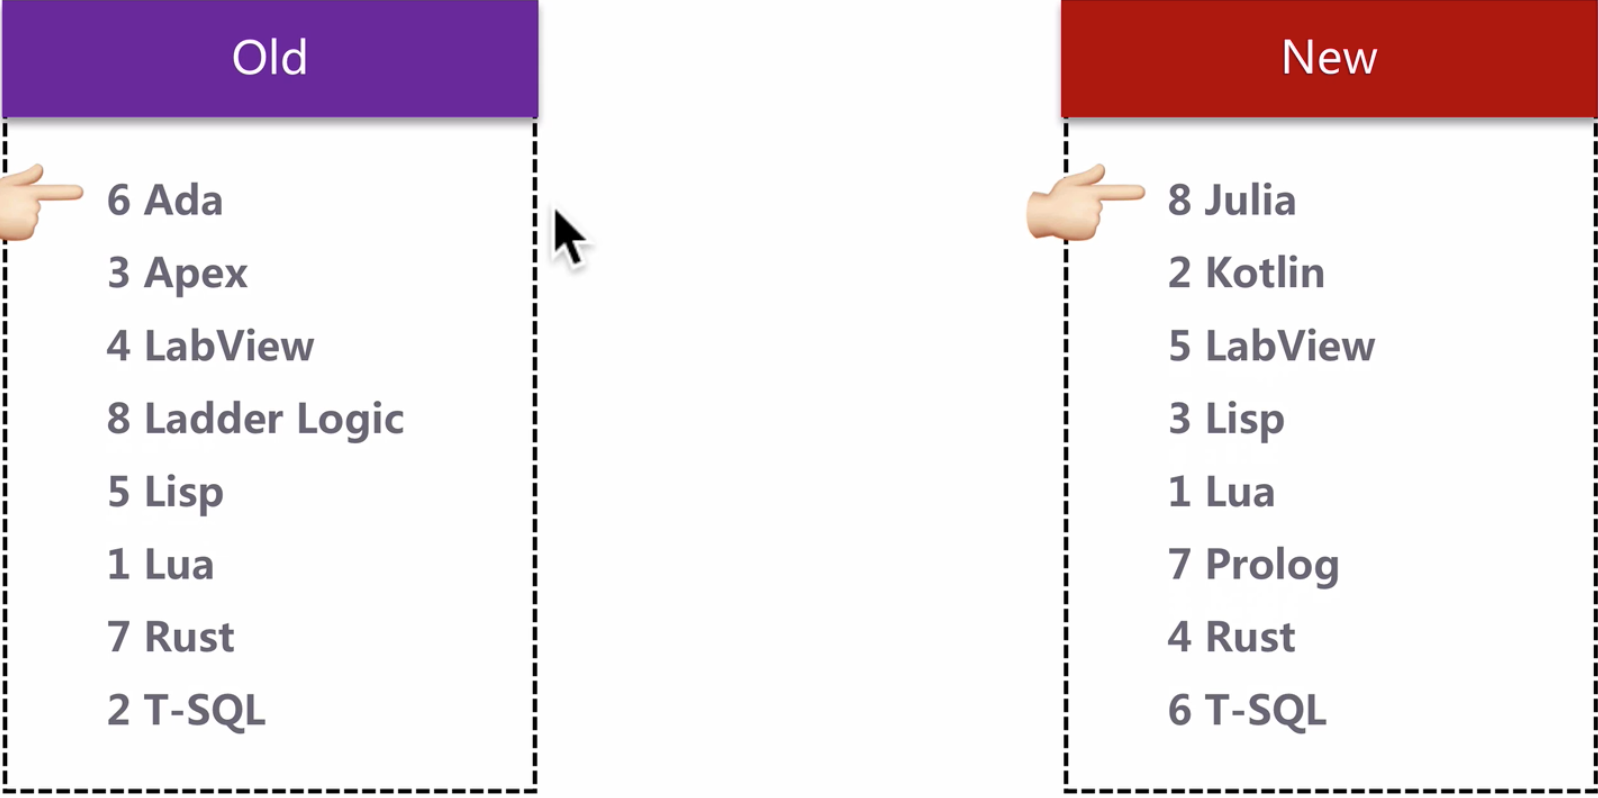 Old
6 Ada
3 Apex
4 LabView
8 Ladder Logic
5 Lisp
1 Lua
7 Rust
2 T-SQL
New
8 Julia
2 Kotlin
5 LabView
3 Lisp
1 Lua
7 Prolog
4 Rust
6 T-SQL